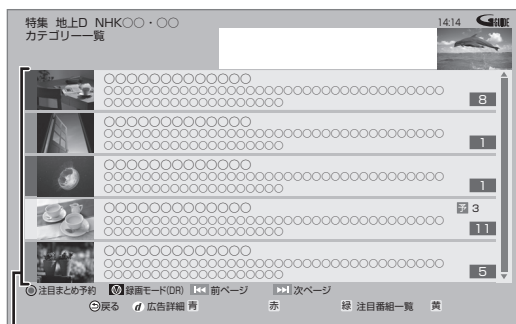 特集 地上D NHK○○・○○
14:14 GGUIDE
カテゴリー一覧
○○○○○○○○○○○○○
○○○○○○○○○○○○○○○○○○○○○○○○○○○○○○○○○○
○○○○○○○○○○○○○○○○○○ 8
○○○○○○○○○○○○○
○○○○○○○○○○○○○○○○○○○○○○○○○○○○○○○○○○
○○○○○○○○○○○○○○○○○○ 1
○○○○○○○○○○○○○
○○○○○○○○○○○○○○○○○○○○○○○○○○○○○○○○○○
○○○○○○○○○○○○○○○○○○ 1
○○○○○○○○○○○○○ 予 3
○○○○○○○○○○○○○○○○○○○○○○○○○○○○○○○○○○
○○○○○○○○○○○○○○○○○○ 11
○○○○○○○○○○○○○
○○○○○○○○○○○○○○○○○○○○○○○○○○○○○○○○○○
○○○○○○○○○○○○○○○○○○ 5
注目まとめ予約 録画モード(DR) 前ページ 次ページ
戻る d 広告詳細 青 赤 緑 注目番組一覧 黄